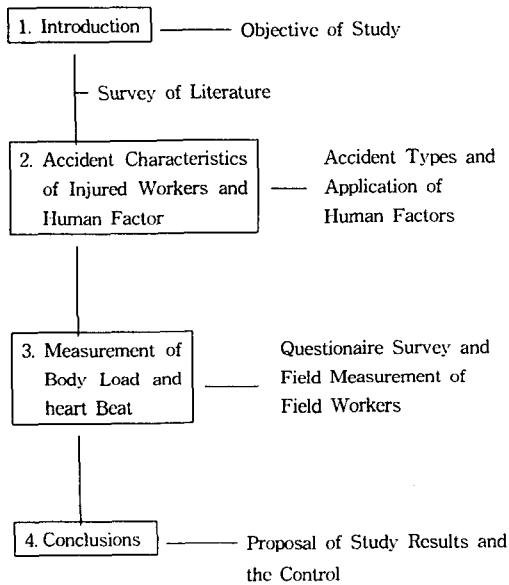 1. Introduction
Objective of Study
Survey of Literature
2. Accident Characteristics
of Injured Workers and
Human Factor
Accident Types and
Application of
Human Factors
3. Measurement of
Body Load and
heart Beat
Questionaire Survey and
Field Measurement of
Field Workers
4. Conclusions
Proposal of Study Results and
the Control